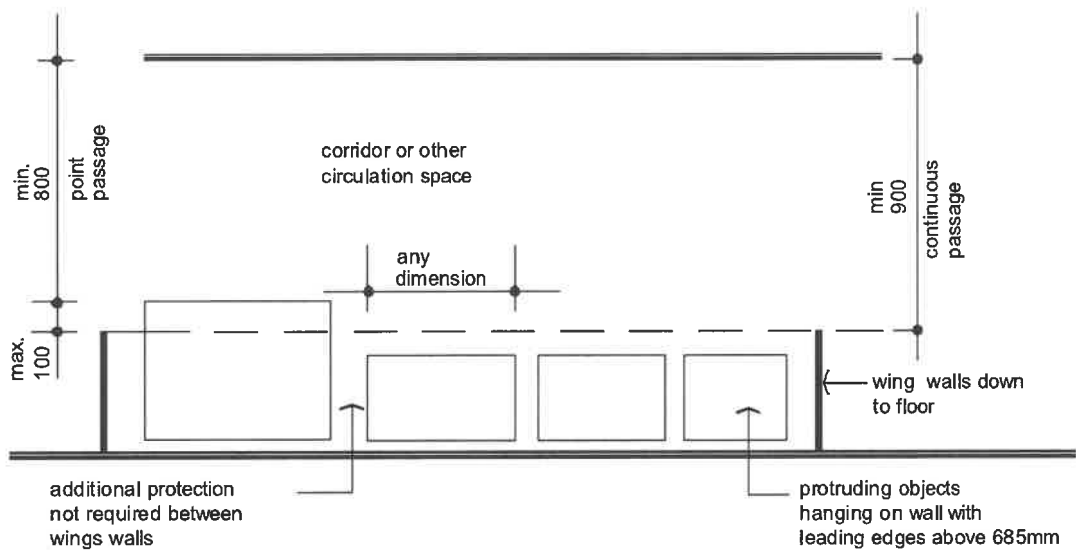 min.
800
point
passage
max.
100
corridor or other
circulation space
any
dimension
min
900
continuous
passage
wing walls down
to floor
additional protection
not required between
wings walls
protruding objects
hanging on wall with
leading edges above 685mm